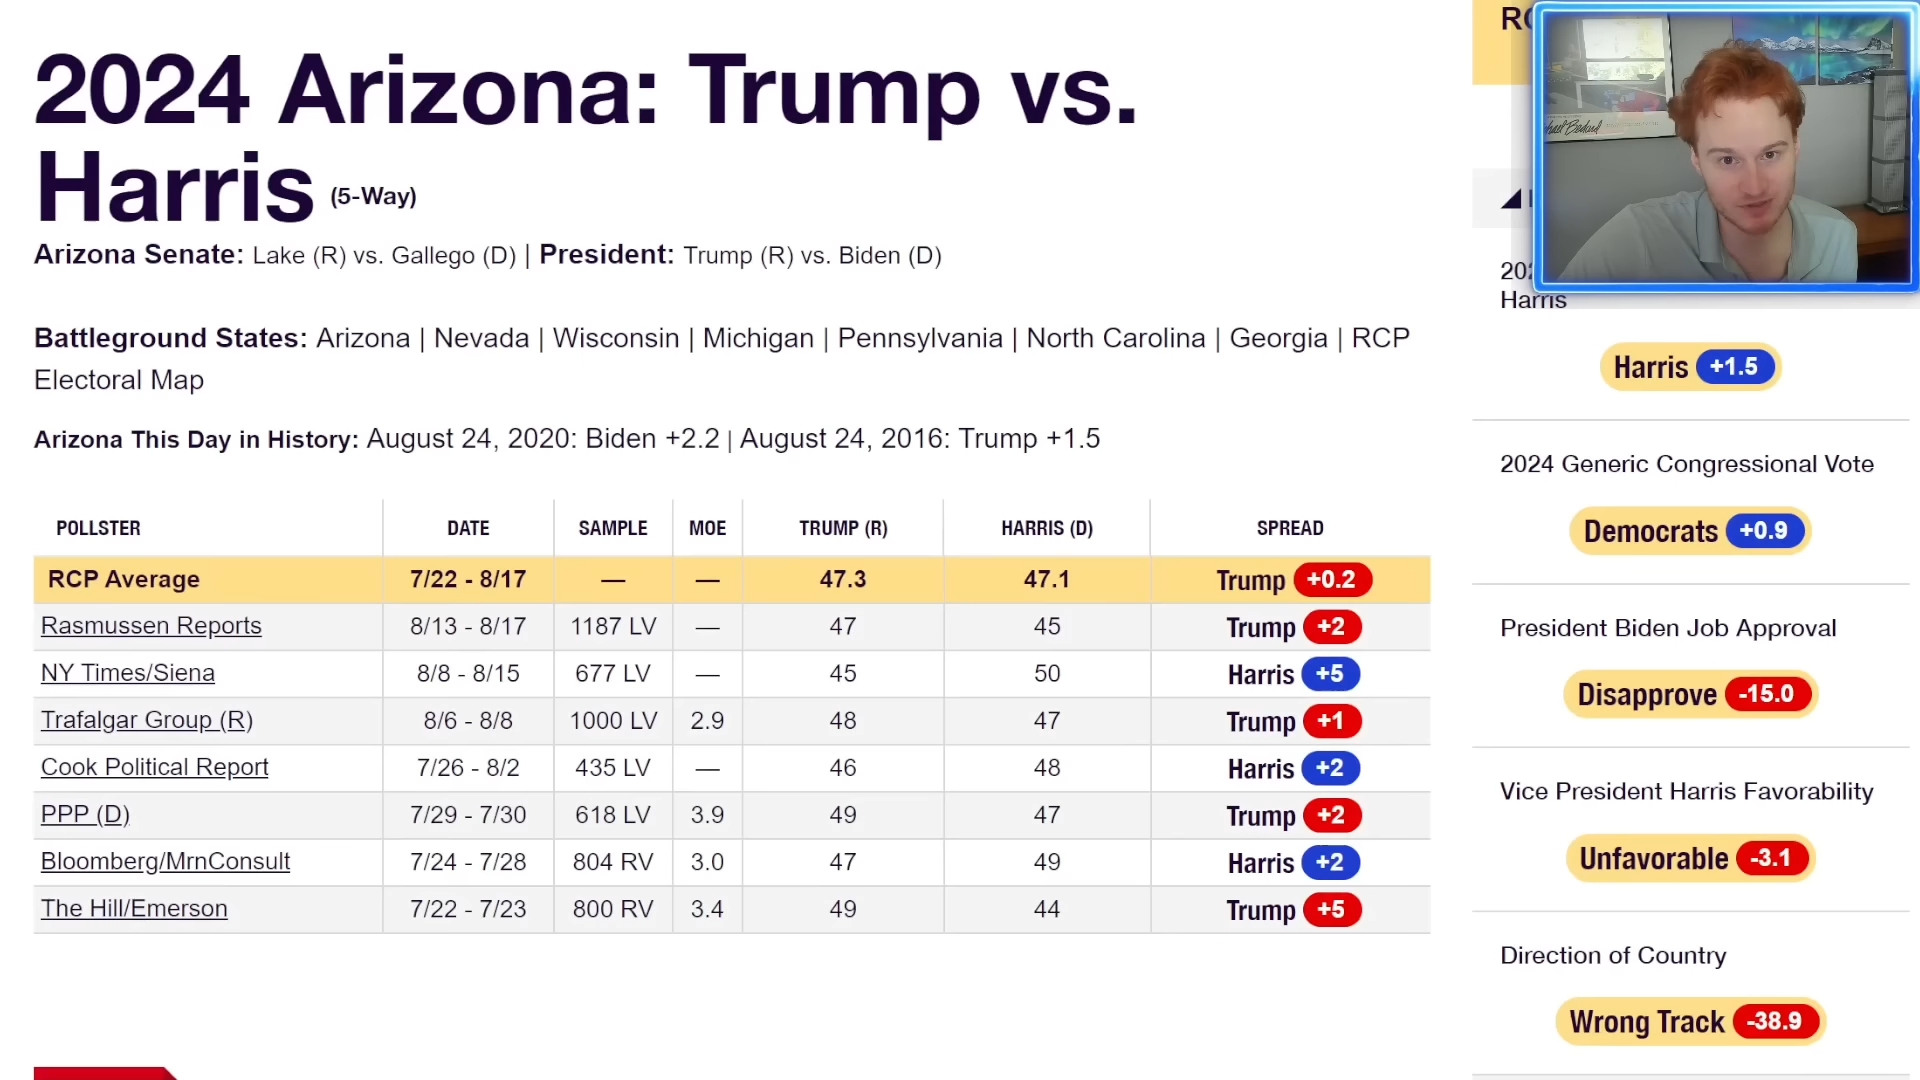 2024 Arizona: Trump vs.
Harris (5-Way)
Arizona Senate: Lake (R) vs. Gallego (D) | President: Trump (R) vs. Biden (D)
Battleground States: Arizona | Nevada | Wisconsin | Michigan | Pennsylvania | North Carolina | Georgia | RCP
Electoral Map
Arizona This Day in History: August 24, 2020: Biden +2.2 | August 24, 2016: Trump +1.5
POLLSTER DATE SAMPLE MOE TRUMP (R) HARRIS (D) SPREAD
RCP Average 7/22 - 8/17 — — 47.3 47.1 Trump +0.2
Rasmussen Reports 8/13 - 8/17 1187 LV — 47 45 Trump +2
NY Times/Siena 8/8 - 8/15 677 LV — 45 50 Harris +5
Trafalgar Group (R) 8/6 - 8/8 1000 LV 2.9 48 47 Trump +1
Cook Political Report 7/26 - 8/2 435 LV — 46 48 Harris +2
PPP (D) 7/29 - 7/30 618 LV 3.9 49 47 Trump +2
Bloomberg/MrnConsult 7/24 - 7/28 804 RV 3.0 47 49 Harris +2
The Hill/Emerson 7/22 - 7/23 800 RV 3.4 49 44 Trump +5
Harris
Harris +1.5
2024 Generic Congressional Vote
Democrats +0.9
President Biden Job Approval
Disapprove -15.0
Vice President Harris Favorability
Unfavorable -3.1
Direction of Country
Wrong Track -38.9